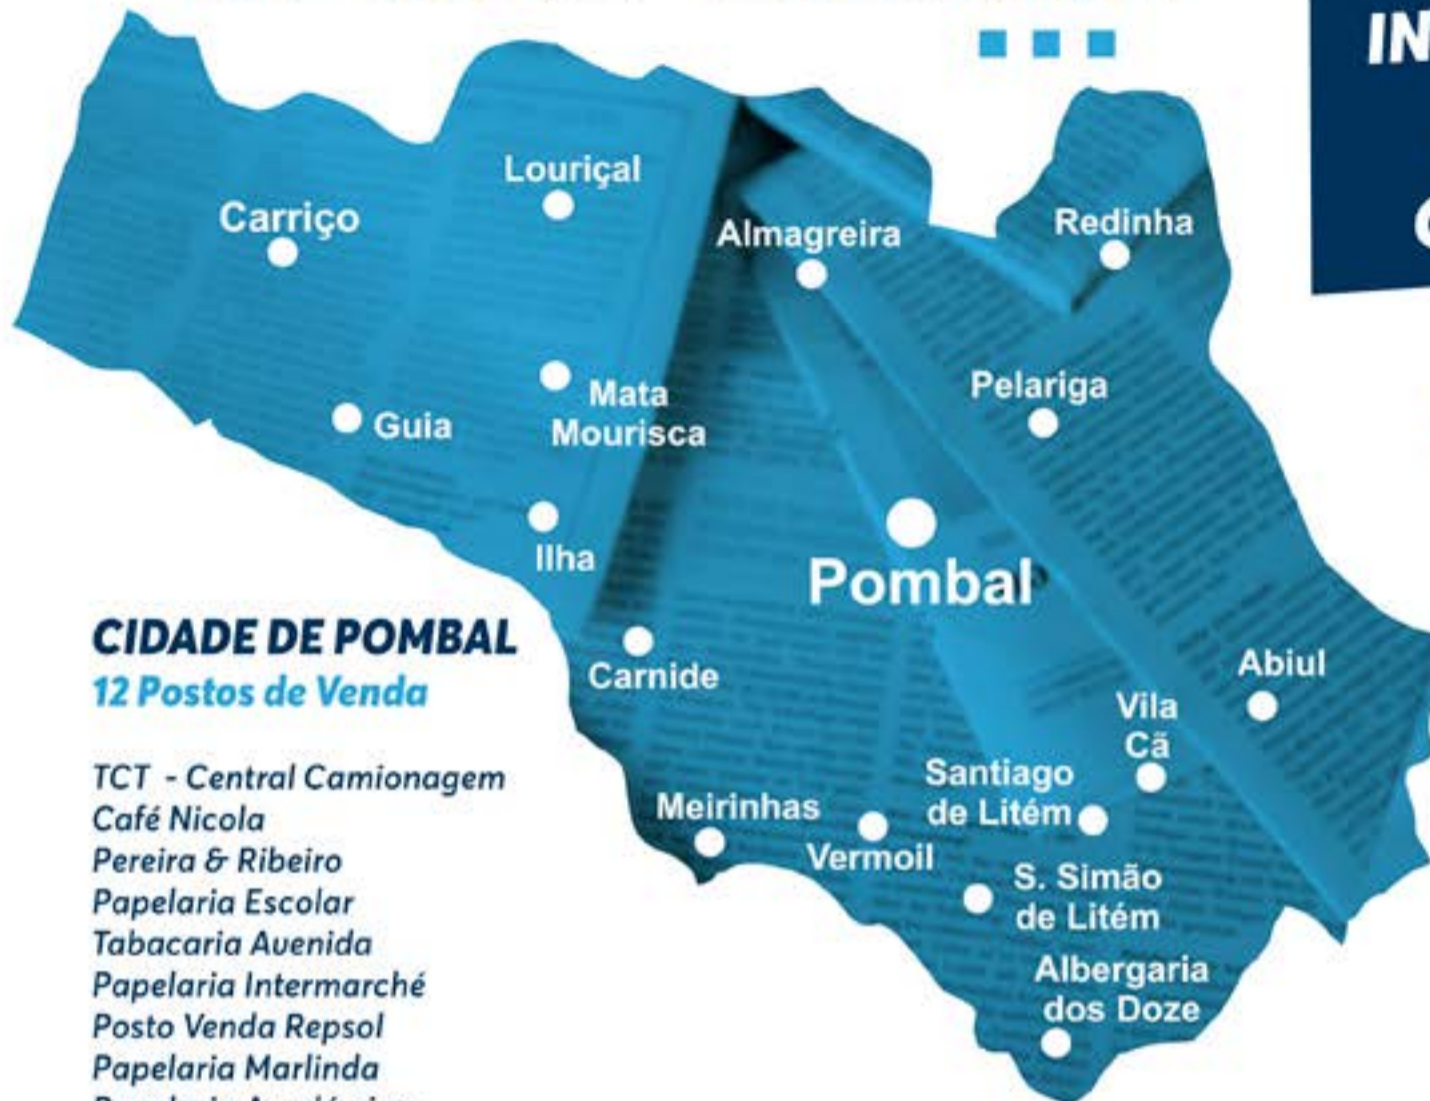 IN
Louriçal
Carriço
Almagreira
Redinha
Mata
Mourisca
Guia
Pelariga
Ilha
Pombal
CIDADE DE POMBAL
12 Postos de Venda
Carnide
Abiul
Vila
Cã
TCT - Central Camionagem
Café Nicola
Pereira & Ribeiro
Papelaria Escolar
Tabacaria Avenida
Papelaria Intermarché
Posto Venda Repsol
Papelaria Marlinda
Santiago
de Litém
Meirinhas
Vermoil
S. Simão
de Litém
Albergaria
dos Doze